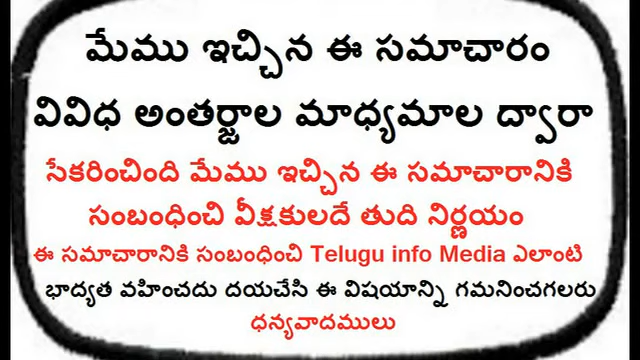 మేము ఇచ్చిన ఈ సమాచారం
వివిధ అంతర్జాల మాధ్యమాల ద్వారా
సేకరించింది మేము ఇచ్చిన ఈ సమాచారానికి
సంబంధించి వీక్షకులదే తుది నిర్ణయం
ఈ సమాచారానికి సంబంధించి Telugu info Media ఎలాంటి
భాద్యత వహించదు దయచేసి ఈ విషయాన్ని గమనించగలరు
ధన్యవాదములు